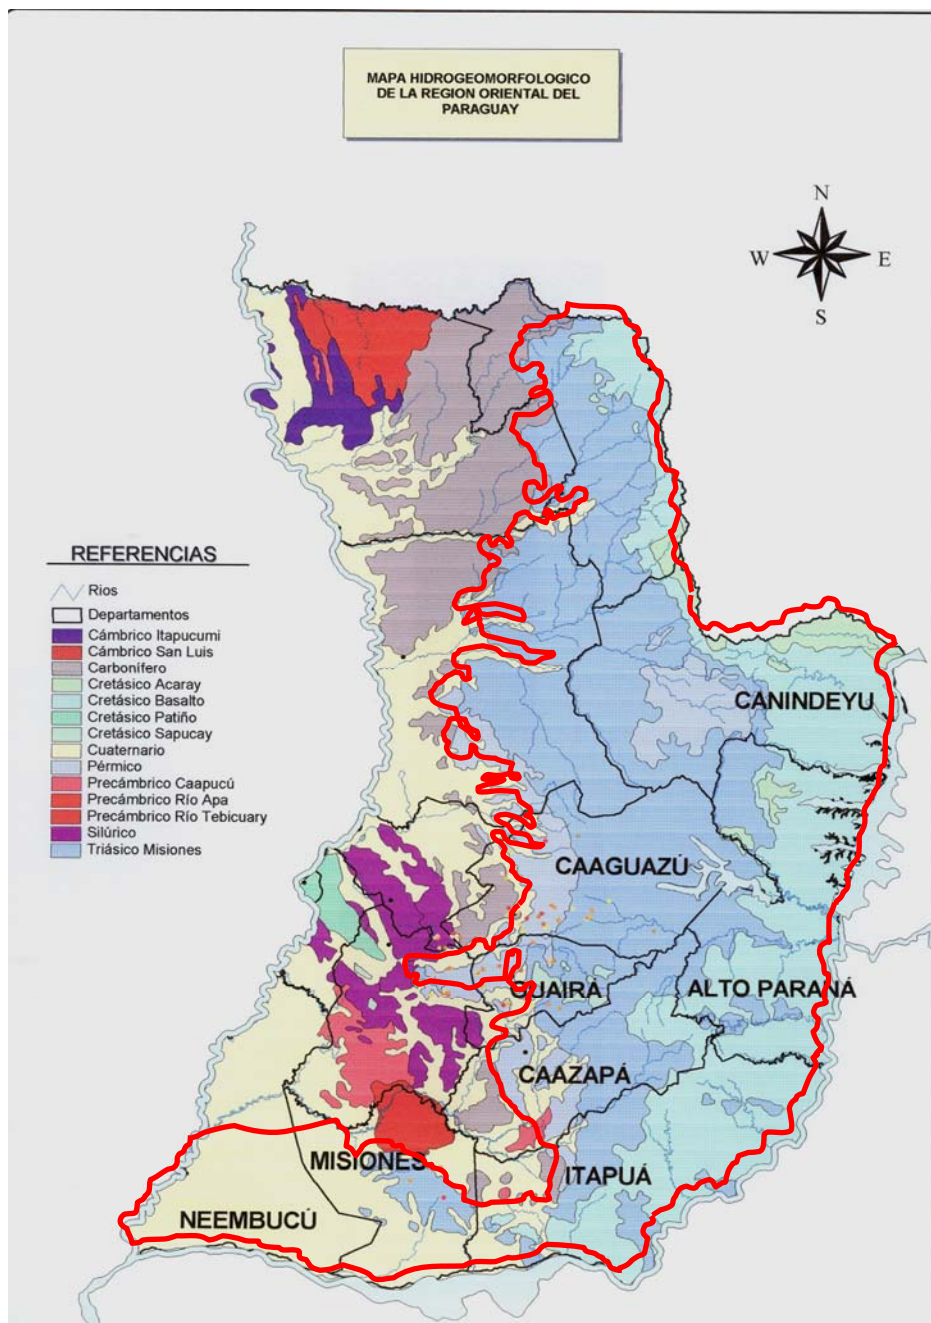 MAPA HIDROGEOMORFOLOGICO
DE LA REGION ORIENTAL DEL
PARAGUAY
N
W
E
S
REFERENCIAS
Rios
Departamentos
Cámbrico Itapucumi
Cámbrico San Luis
Carbonífero
Cretásico Acaray
Cretásico Basalto
Cretásico Patiño
Cretásico Sapucay
Cuaternario
Pérmico
Precámbrico Caapucú
Precámbrico Río Apa
Precámbrico Río Tebicuary
Silúrico
Triásico Misiones
CANINDEYU
CAAGUAZÚ
GUAIRÁ
ALTO PARANÁ
CAAZAPÁ
MISIONES
ITAPUÁ
NEEMBUCÚ